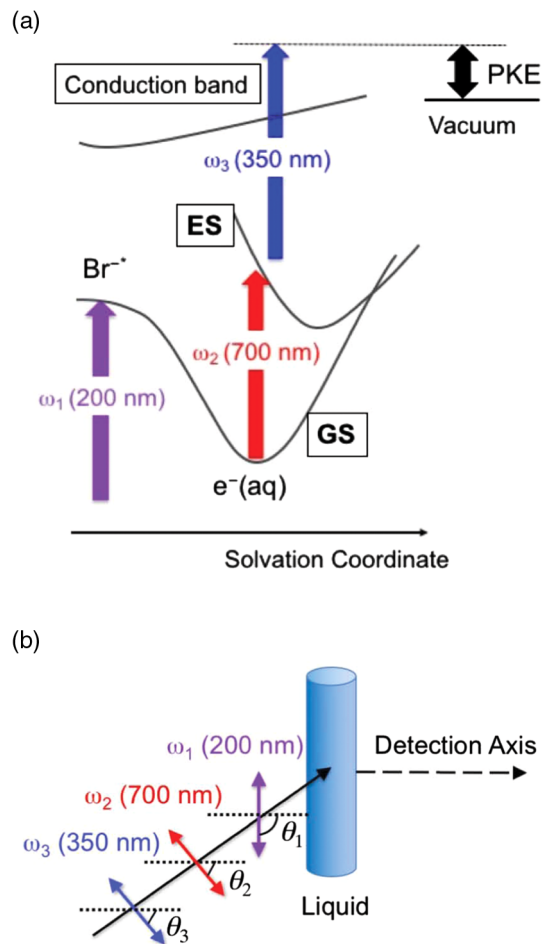 (a)
PKE
Conduction band
Vacuum
ω₃ (350 nm)
ES
Br⁻*
ω₂ (700 nm)
ω₁ (200 nm)
GS
e⁻(aq)
Solvation Coordinate
(b)
ω₁ (200 nm)
Detection Axis
ω₂ (700 nm)
θ₁
ω₃ (350 nm)
θ₂
Liquid
θ₃